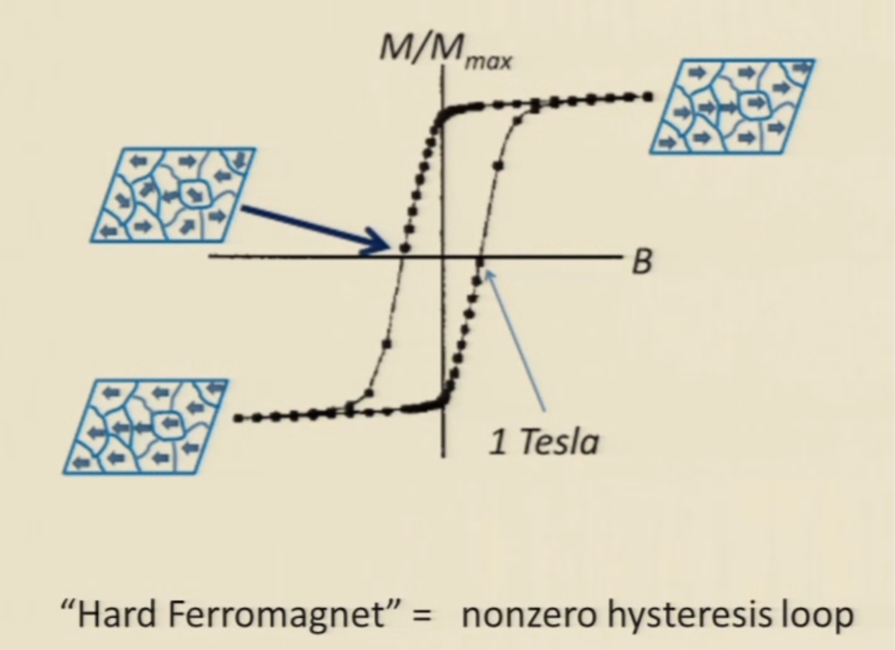 M/Mmax
B
1 Tesla
“Hard Ferromagnet” = nonzero hysteresis loop